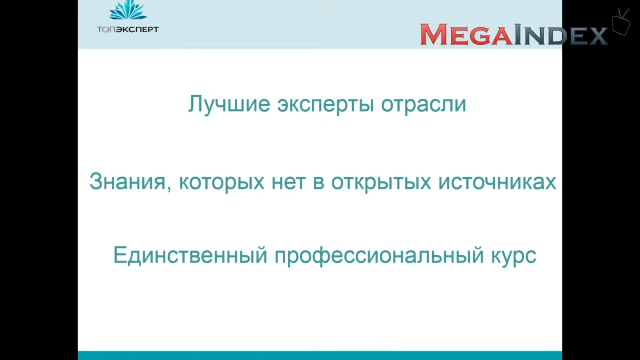 ТОПЭКСПЕРТ
MEGAINDEX
Лучшие эксперты отрасли
Знания, которых нет в открытых источниках
Единственный профессиональный курс